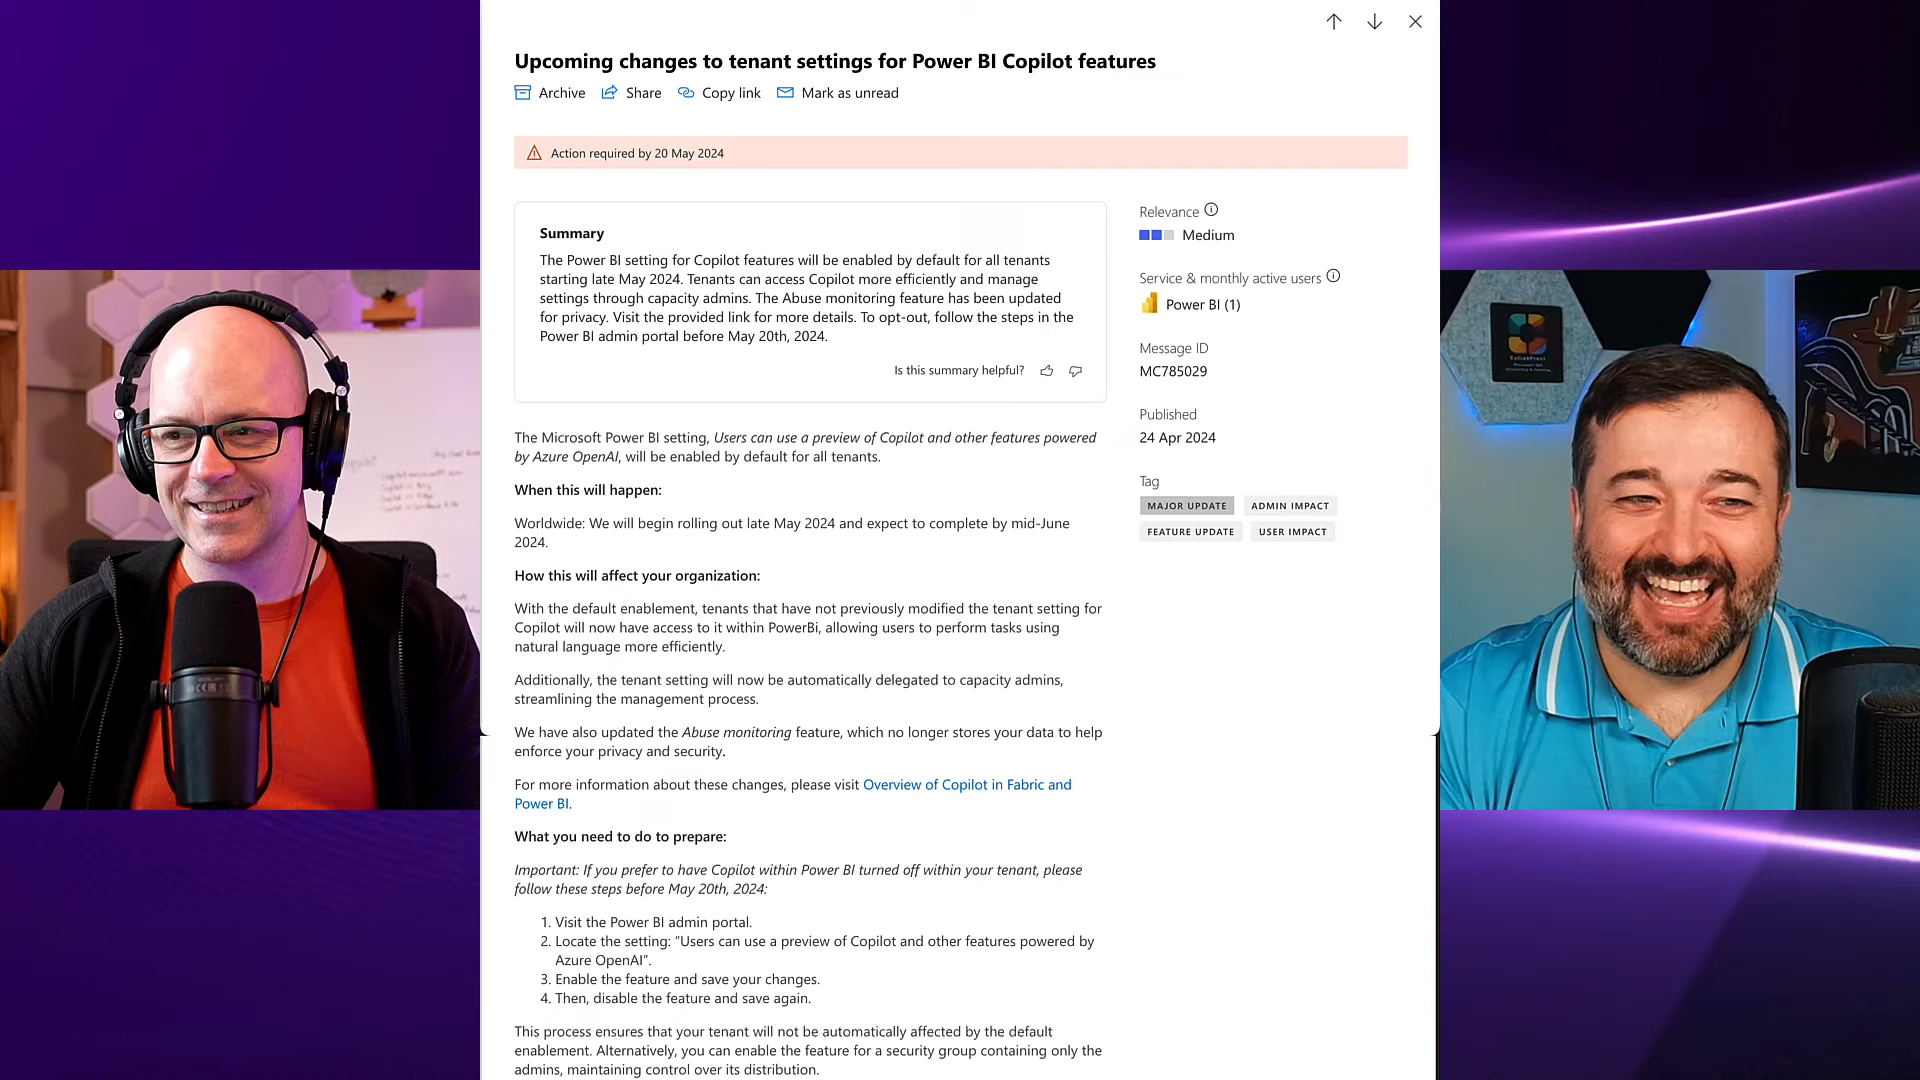 Upcoming changes to tenant settings for Power BI Copilot features
Archive Share Copy link Mark as unread
Action required by 20 May 2024
Summary
The Power BI setting for Copilot features will be enabled by default for all tenants
starting late May 2024. Tenants can access Copilot more efficiently and manage
settings through capacity admins. The Abuse monitoring feature has been updated
for privacy. Visit the provided link for more details. To opt-out, follow the steps in the
Power BI admin portal before May 20th, 2024.
Is this summary helpful?
The Microsoft Power BI setting, Users can use a preview of Copilot and other features powered
by Azure OpenAI, will be enabled by default for all tenants.
When this will happen:
Worldwide: We will begin rolling out late May 2024 and expect to complete by mid-June
2024.
How this will affect your organization:
With the default enablement, tenants that have not previously modified the tenant setting for
Copilot will now have access to it within PowerBi, allowing users to perform tasks using
natural language more efficiently.
Additionally, the tenant setting will now be automatically delegated to capacity admins,
streamlining the management process.
We have also updated the Abuse monitoring feature, which no longer stores your data to help
enforce your privacy and security.
For more information about these changes, please visit Overview of Copilot in Fabric and
Power BI.
What you need to do to prepare:
Important: If you prefer to have Copilot within Power BI turned off within your tenant, please
follow these steps before May 20th, 2024:
1. Visit the Power BI admin portal.
2. Locate the setting: “Users can use a preview of Copilot and other features powered by
Azure OpenAI”.
3. Enable the feature and save your changes.
4. Then, disable the feature and save again.
This process ensures that your tenant will not be automatically affected by the default
enablement. Alternatively, you can enable the feature for a security group containing only the
admins, maintaining control over its distribution.
Relevance
Medium
Service & monthly active users
Power BI (1)
Message ID
MC785029
Published
24 Apr 2024
Tag
MAJOR UPDATE ADMIN IMPACT
FEATURE UPDATE USER IMPACT